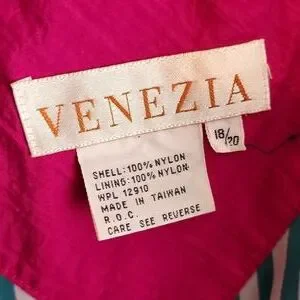 VENEZIA
18/20
SHELL:100% NYLON
LINING:100% NYLON
WPL 12910
MADE IN TAIWAN
R.O.C.
CARE SEE REVERSE